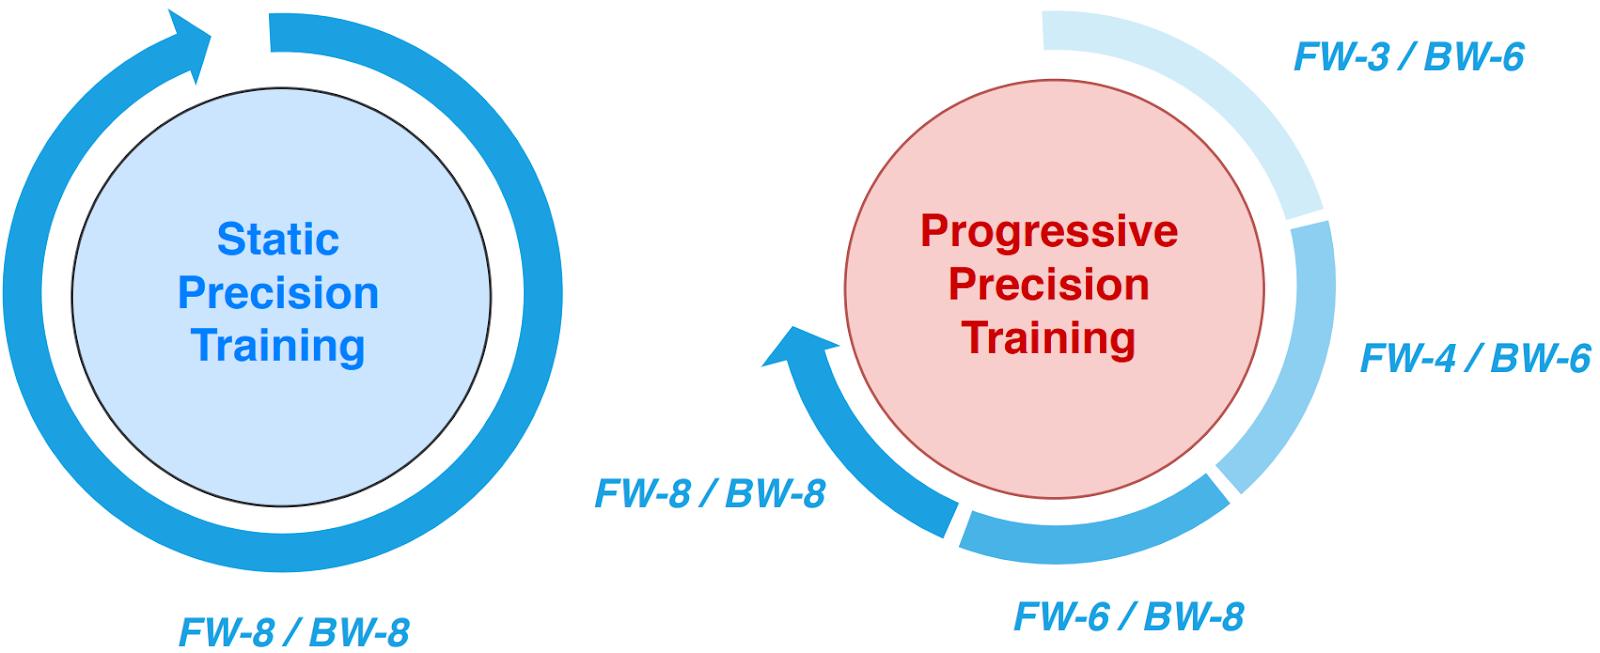 Static
Precision
Training
FW-8 / BW-8
Progressive
Precision
Training
FW-3 / BW-6
FW-4 / BW-6
FW-6 / BW-8
FW-8 / BW-8